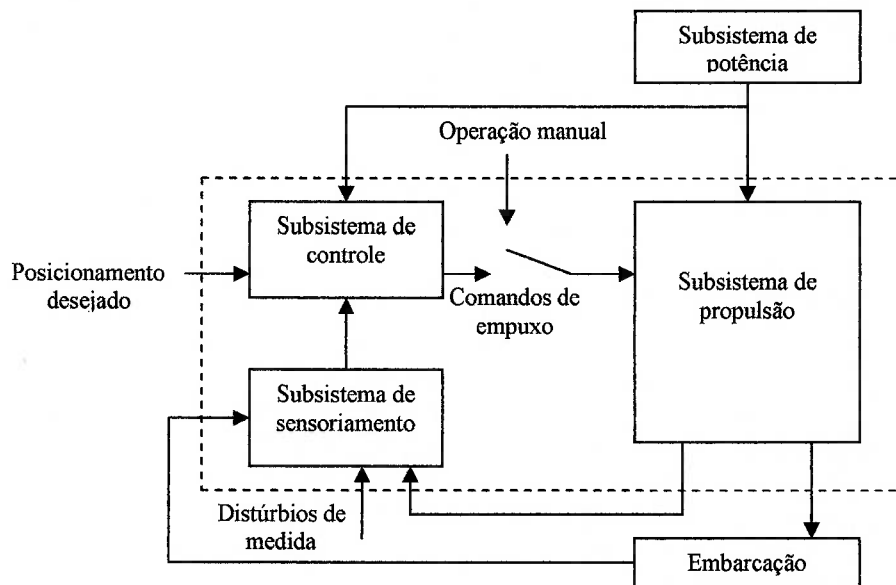 Subsistema de
potência
Operação manual
Subsistema de
controle
Posicionamento
desejado
Comandos de
empuxo
Subsistema de
propulsão
Subsistema de
sensoriamento
Distúrbios de
medida
Embarcação